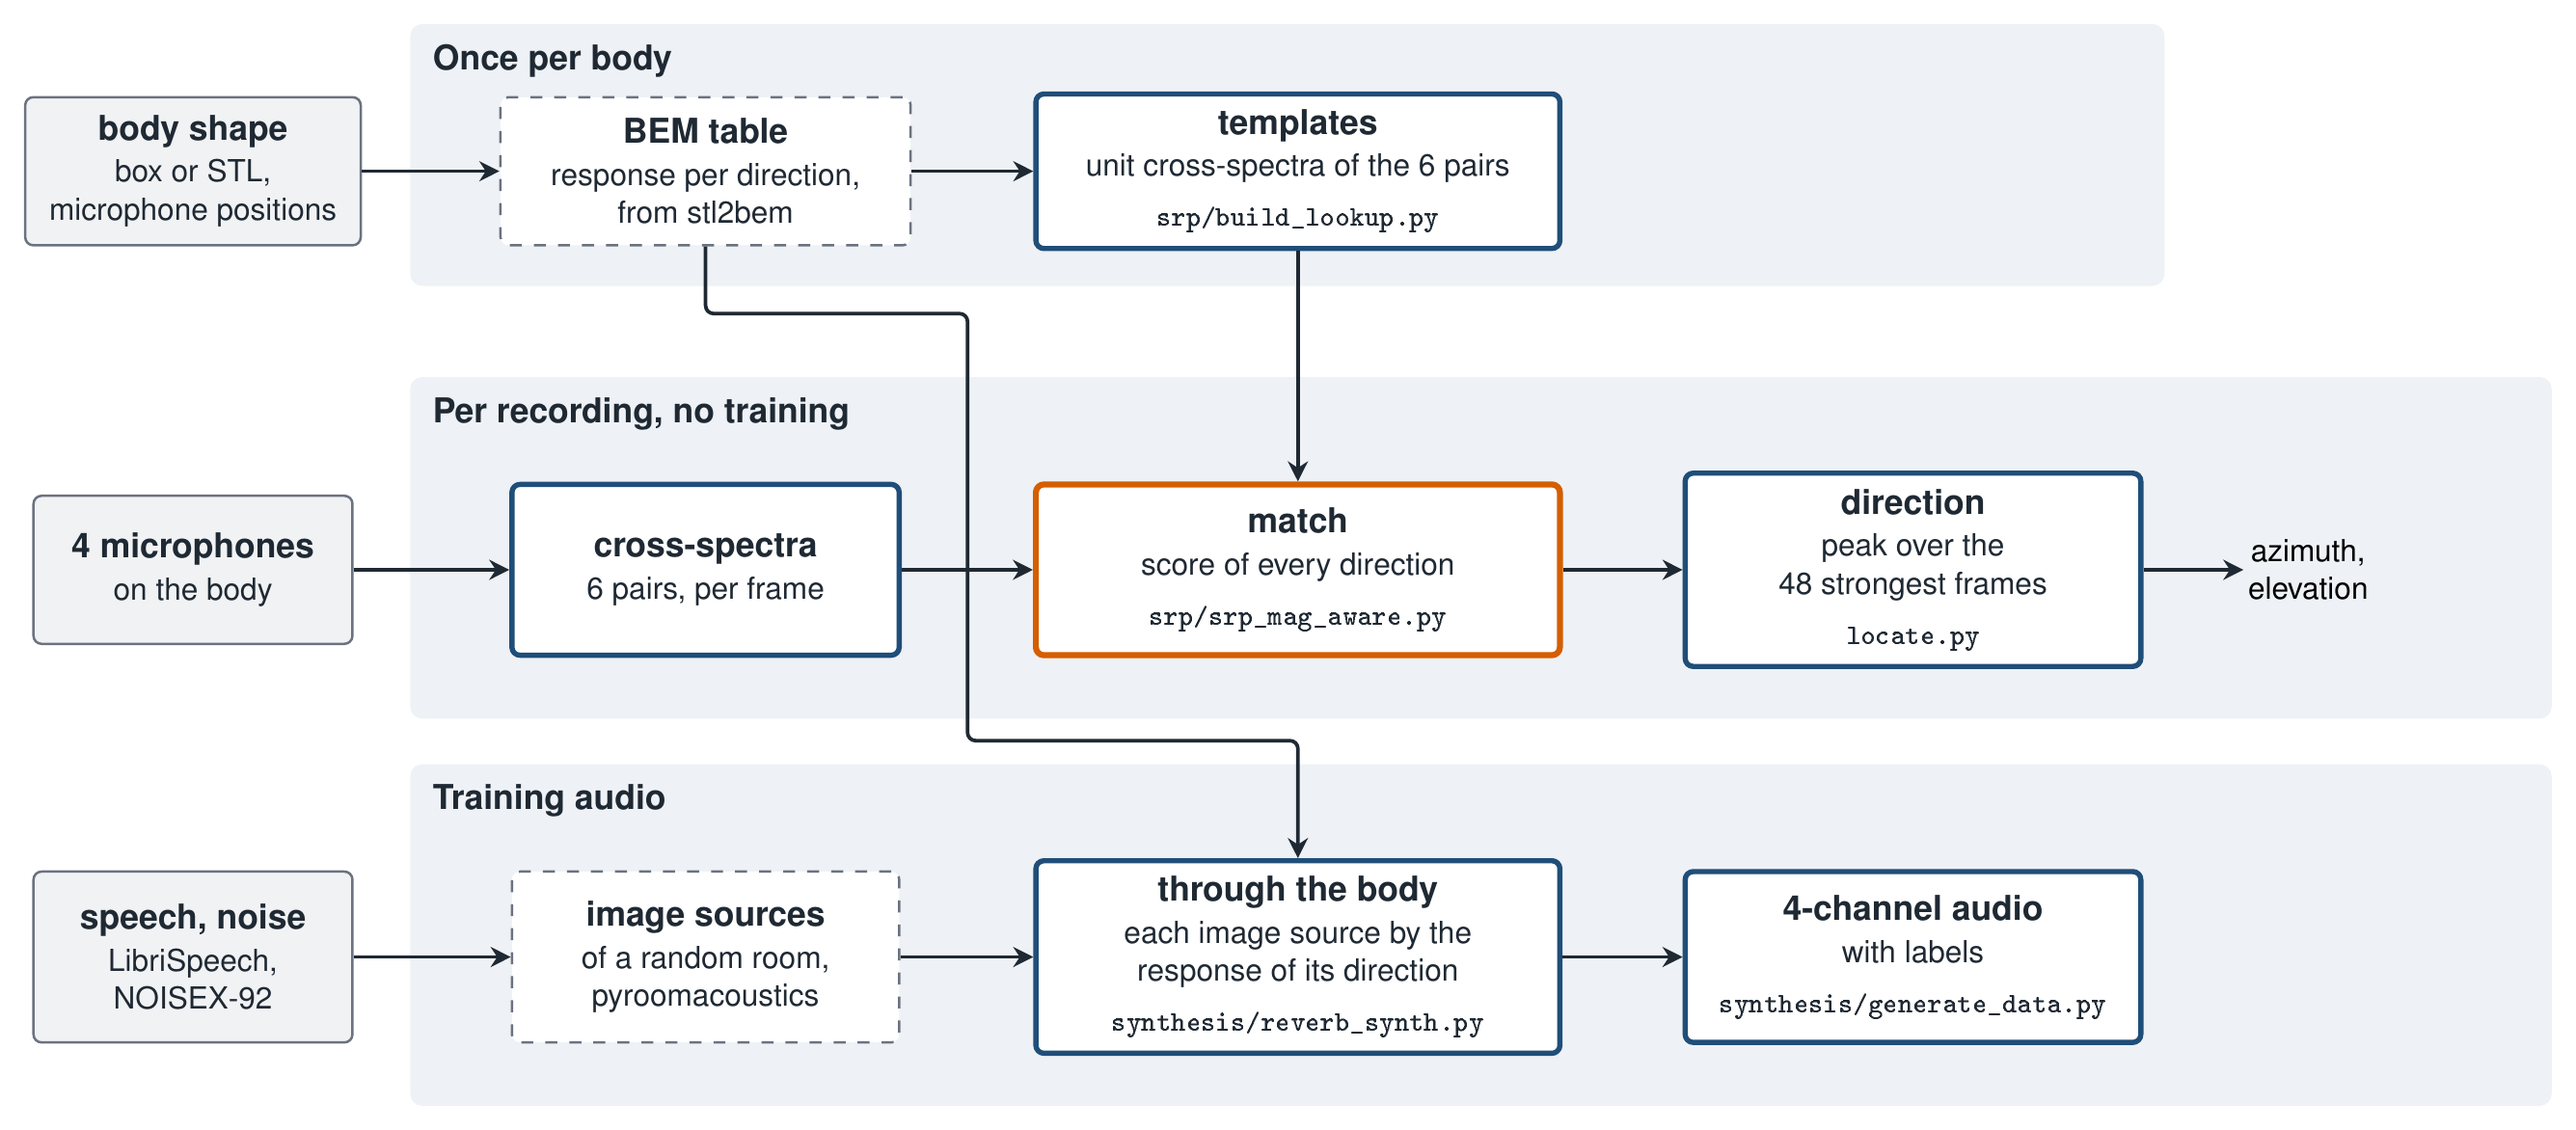 Once per body
body shape
box or STL,
microphone positions
BEM table
response per direction,
from stl2bem
templates
unit cross-spectra of the 6 pairs
srp/build_lookup.py
Per recording, no training
4 microphones
on the body
cross-spectra
6 pairs, per frame
match
score of every direction
srp/srp_mag_aware.py
direction
peak over the
48 strongest frames
locate.py
azimuth,
elevation
Training audio
speech, noise
LibriSpeech,
NOISEX-92
image sources
of a random room,
pyroomacoustics
through the body
each image source by the
response of its direction
synthesis/reverb_synth.py
4-channel audio
with labels
synthesis/generate_data.py